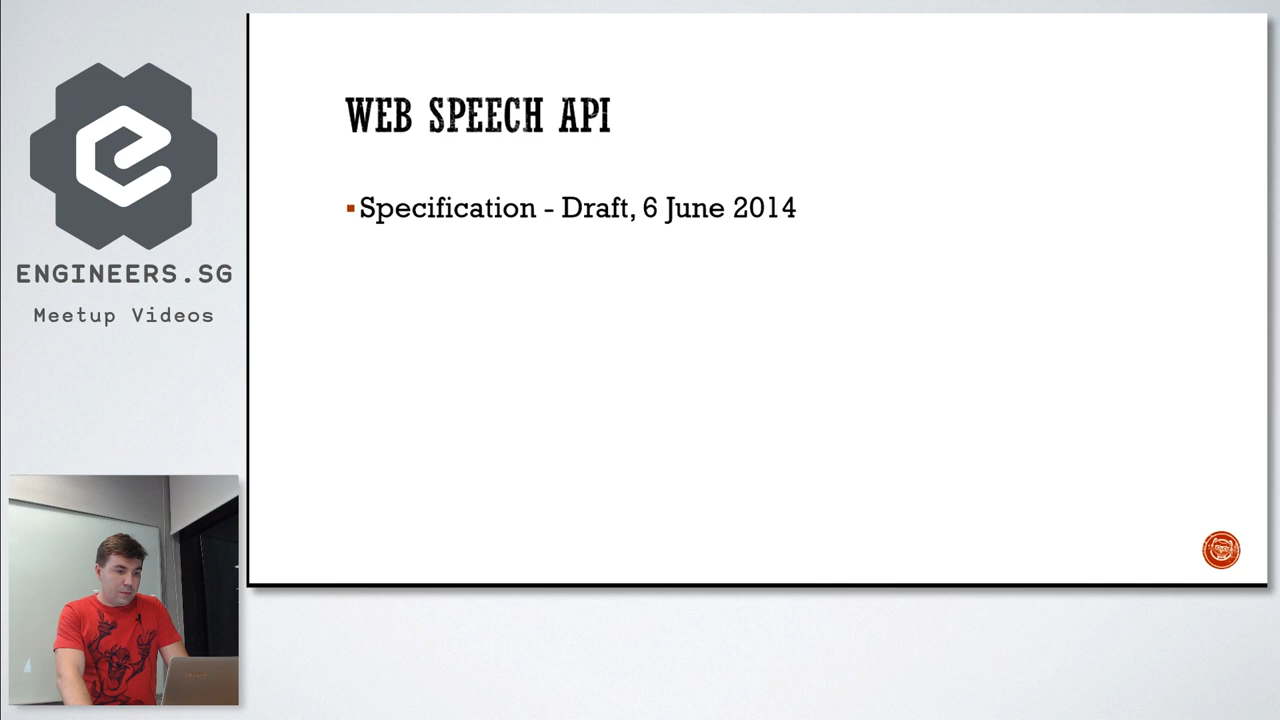 ENGINEERS.SG
Meetup Videos
WEB SPEECH API
Specification - Draft, 6 June 2014